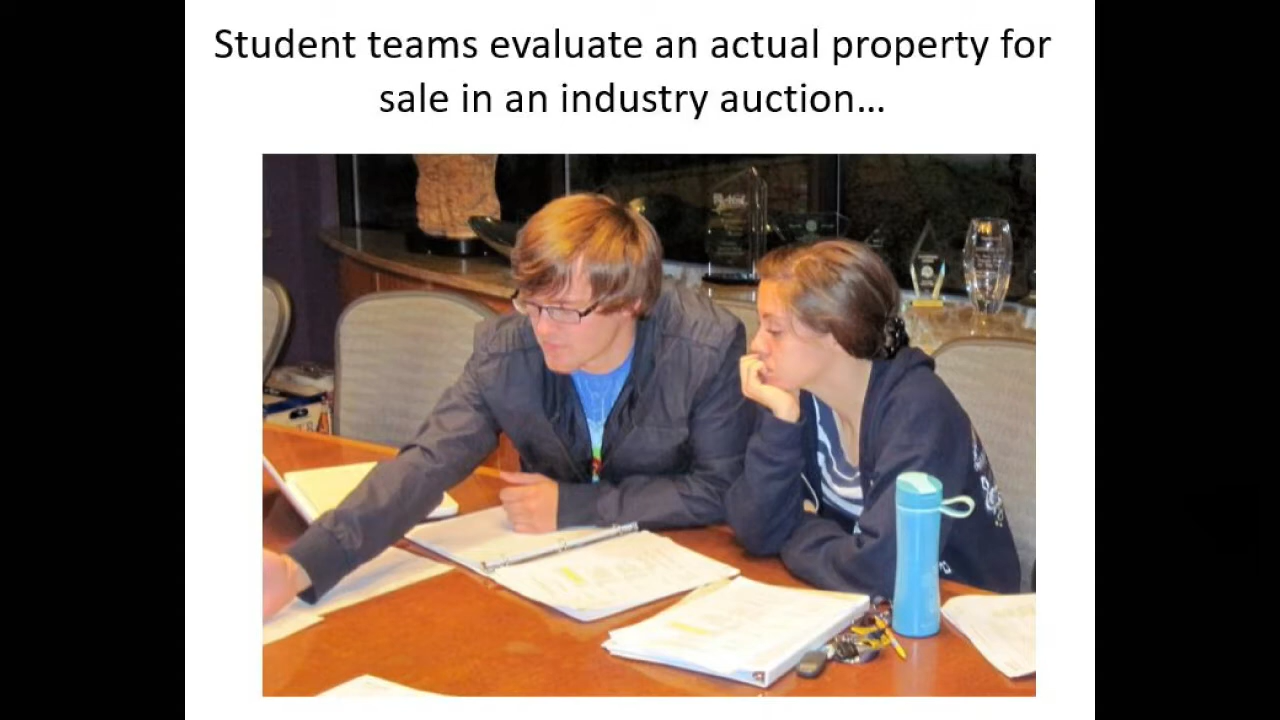 Student teams evaluate an actual property for
sale in an industry auction…